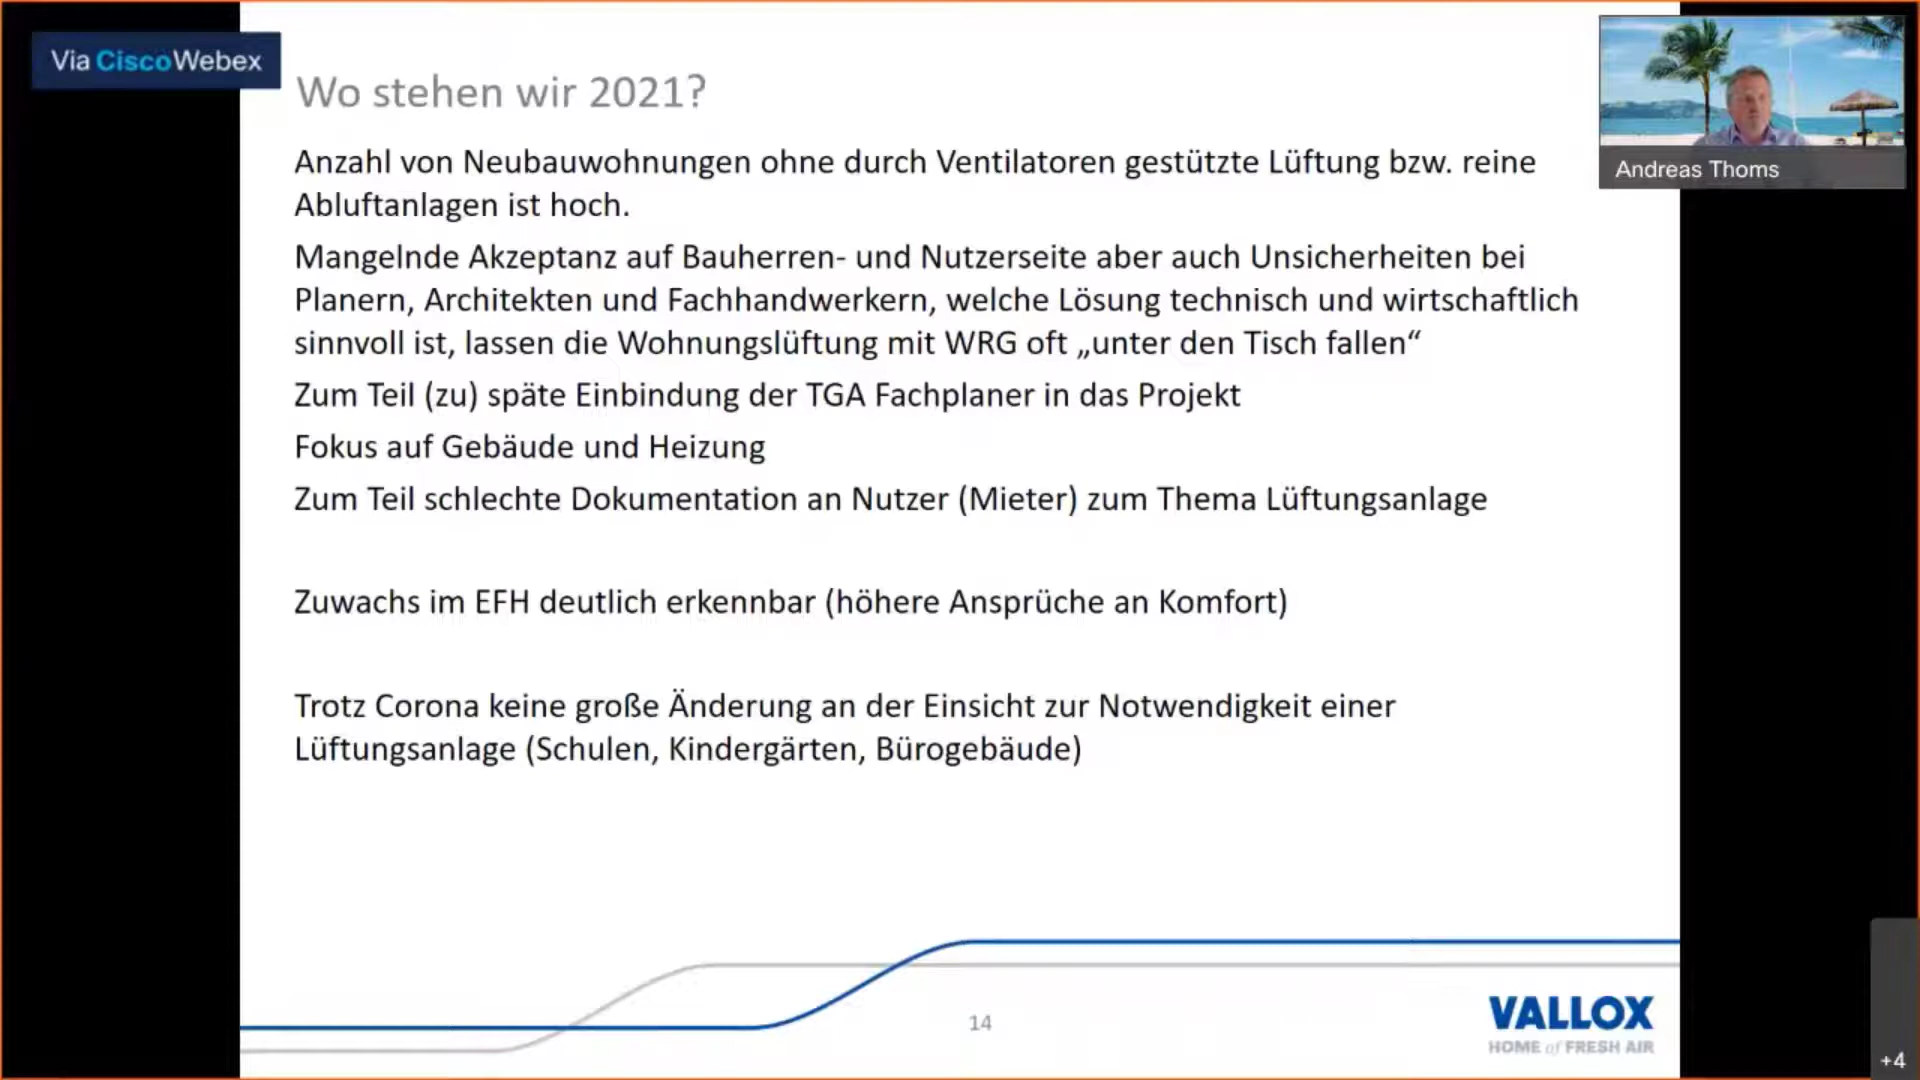 Via CiscoWebex
Wo stehen wir 2021?
Anzahl von Neubauwohnungen ohne durch Ventilatoren gestützte Lüftung bzw. reine
Abluftanlagen ist hoch.
Mangelnde Akzeptanz auf Bauherren- und Nutzerseite aber auch Unsicherheiten bei
Planern, Architekten und Fachhandwerkern, welche Lösung technisch und wirtschaftlich
sinnvoll ist, lassen die Wohnungslüftung mit WRG oft „unter den Tisch fallen“
Zum Teil (zu) späte Einbindung der TGA Fachplaner in das Projekt
Fokus auf Gebäude und Heizung
Zum Teil schlechte Dokumentation an Nutzer (Mieter) zum Thema Lüftungsanlage
Zuwachs im EFH deutlich erkennbar (höhere Ansprüche an Komfort)
Trotz Corona keine große Änderung an der Einsicht zur Notwendigkeit einer
Lüftungsanlage (Schulen, Kindergärten, Bürogebäude)
Andreas Thoms
14
VALLOX
HOME of FRESH AIR
+4